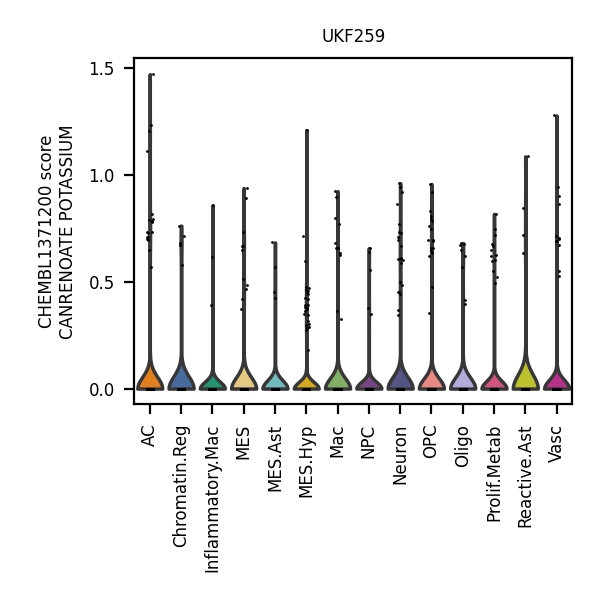 UKF259
CHEMBL1371200 score
CANRENOATE POTASSIUM
1.5
1.0
0.5
0.0
AC
Chromatin.Reg
Inflammatory.Mac
MES
MES.Ast
MES.Hyp
Mac
NPC
Neuron
OPC
Oligo
Prolif.Metab
Reactive.Ast
Vasc